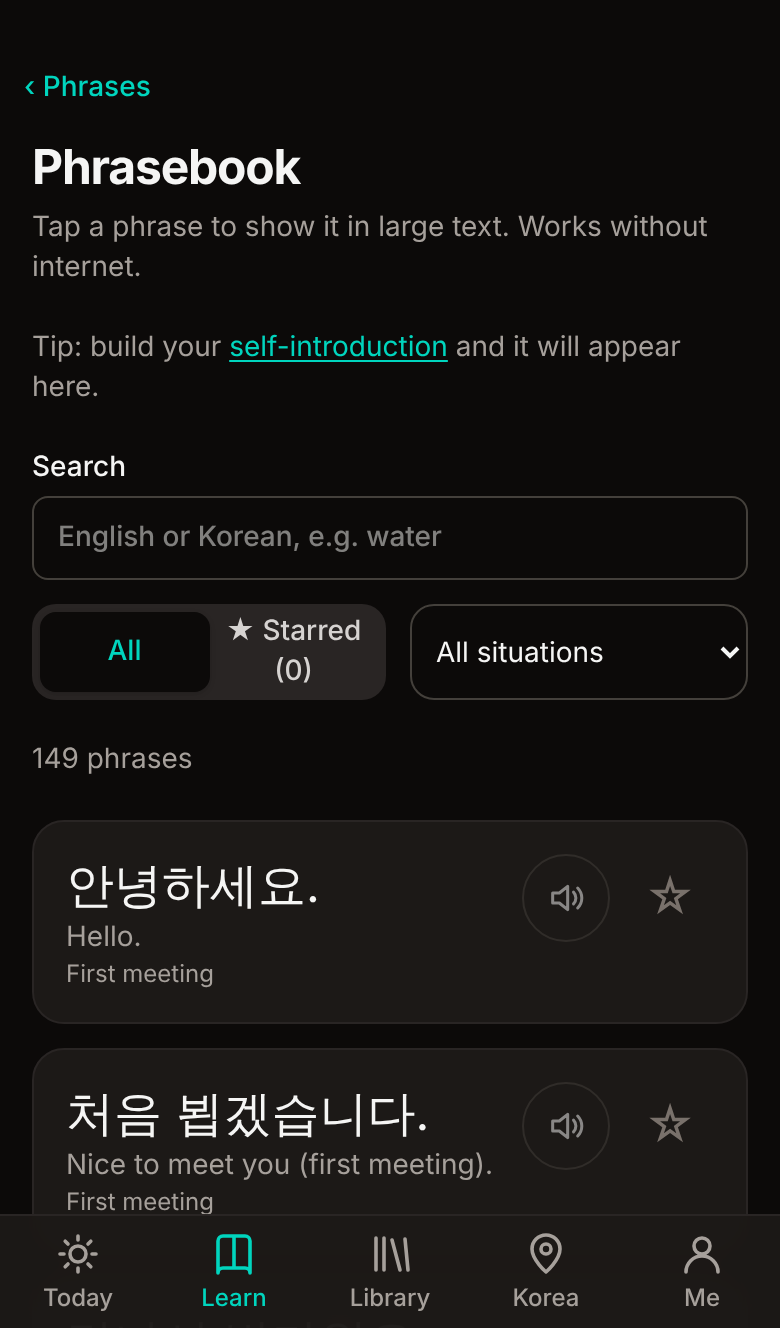 ‹ Phrases
Phrasebook
Tap a phrase to show it in large text. Works without
internet.
Tip: build your self-introduction and it will appear
here.
Search
English or Korean, e.g. water
All
★ Starred
(0)
All situations
149 phrases
안녕하세요.
Hello.
First meeting
처음 뵙겠습니다.
Nice to meet you (first meeting).
First meeting
Today
Learn
Library
Korea
Me